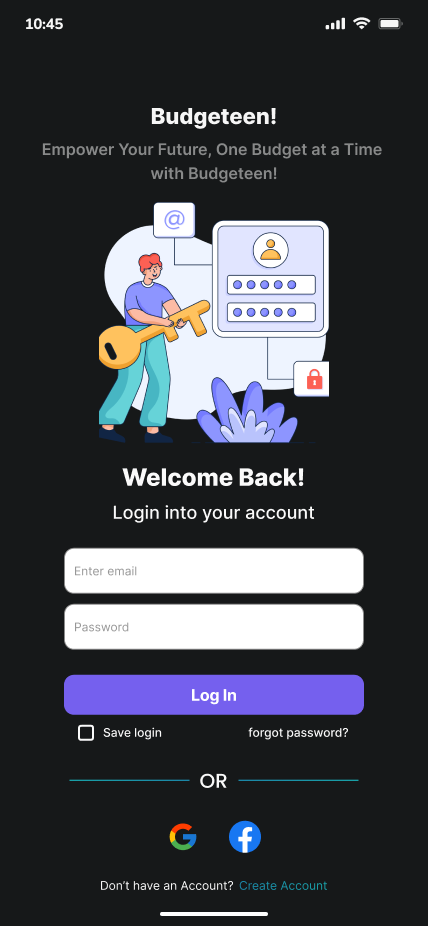 10:45
Budgeteen!
Empower Your Future, One Budget at a Time
with Budgeteen!
@
Welcome Back!
Login into your account
Enter email
Password
Log In
Save login forgot password?
OR
Don’t have an Account? Create Account